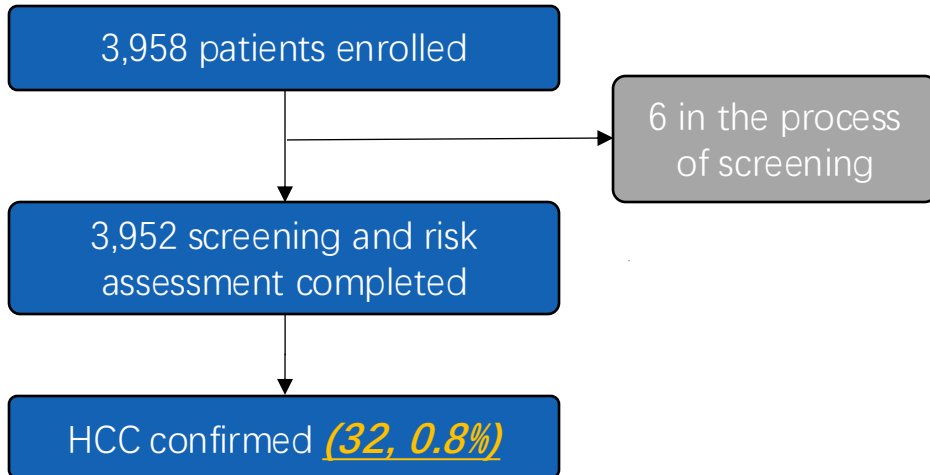 3,958 patients enrolled
6 in the process
of screening
3,952 screening and risk
assessment completed
HCC confirmed (32, 0.8%)